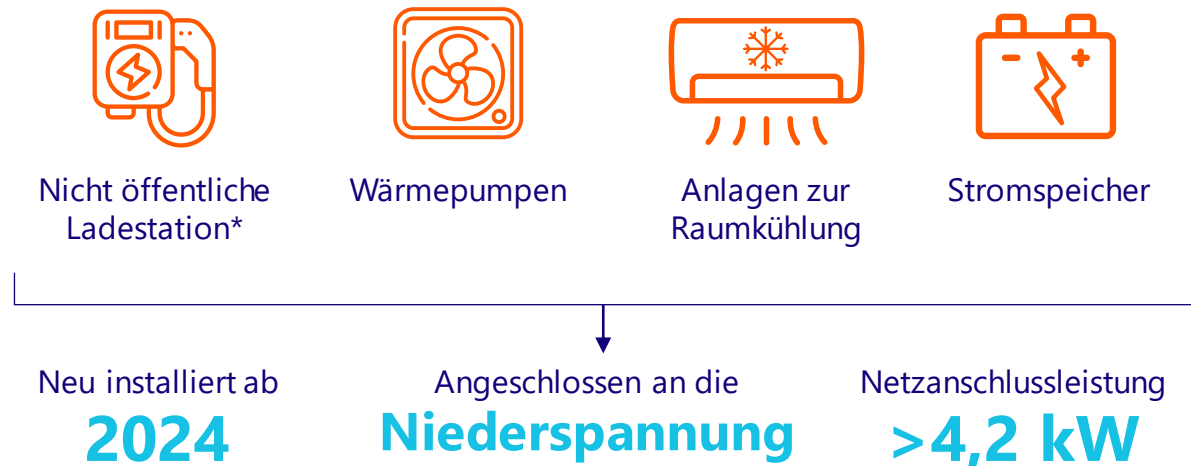 Nicht öffentliche
Ladestation*
Wärmepumpen
Anlagen zur
Raumkühlung
Stromspeicher
Neu installiert ab
2024
Angeschlossen an die
Niederspannung
Netzanschlussleistung
>4,2 kW